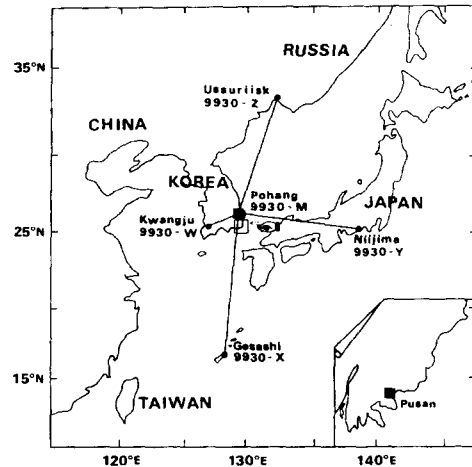 RUSSIA
35°N
Ussuriisk
9930-Z
CHINA
KOREA
Pohang
9930-M
JAPAN
Kwangju
9930-W
25°N
Niijima
9930-Y
Gesashi
9930-X
15°N
TAIWAN
Pusan
120°E
130°E
140°E